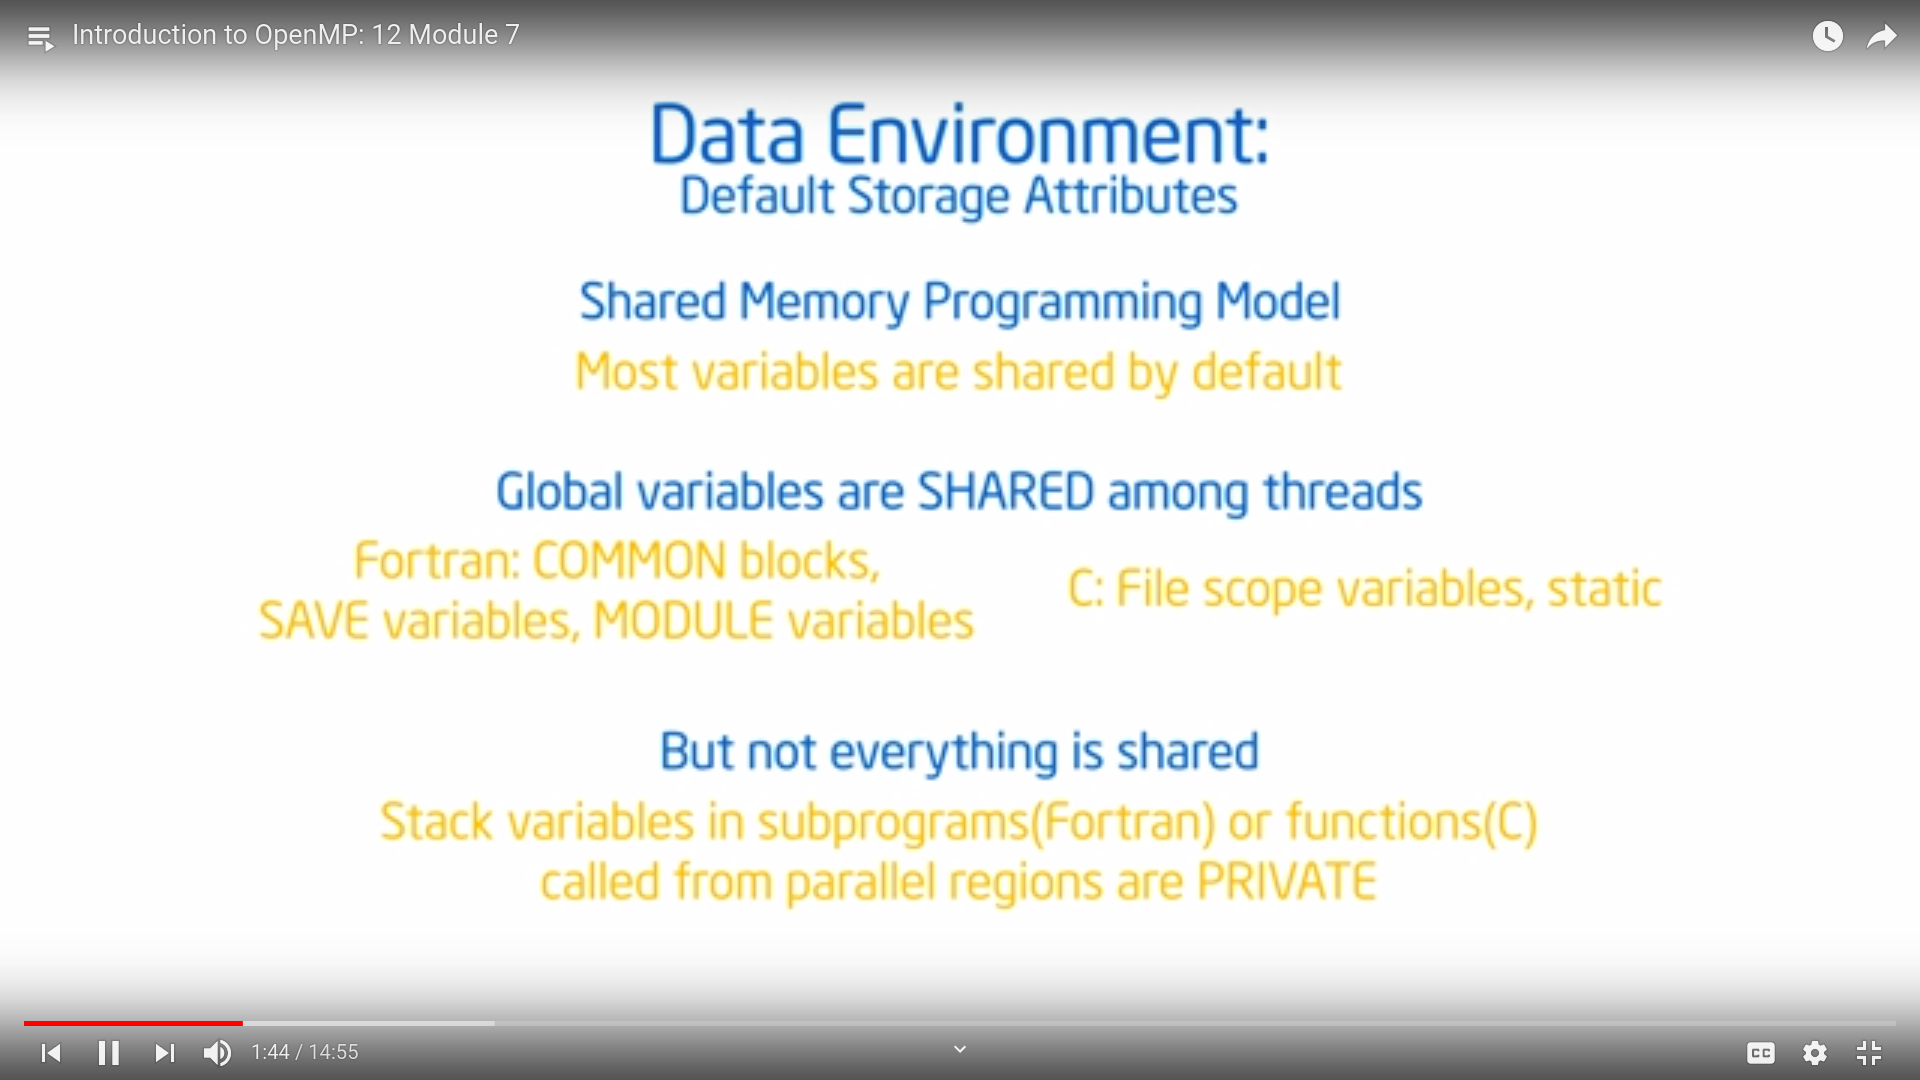 Introduction to OpenMP: 12 Module 7
Data Environment:
Default Storage Attributes
Shared Memory Programming Model
Most variables are shared by default
Global variables are SHARED among threads
Fortran: COMMON blocks,
SAVE variables, MODULE variables
C: File scope variables, static
But not everything is shared
Stack variables in subprograms(Fortran) or functions(C)
called from parallel regions are PRIVATE
1:44 / 14:55
CC